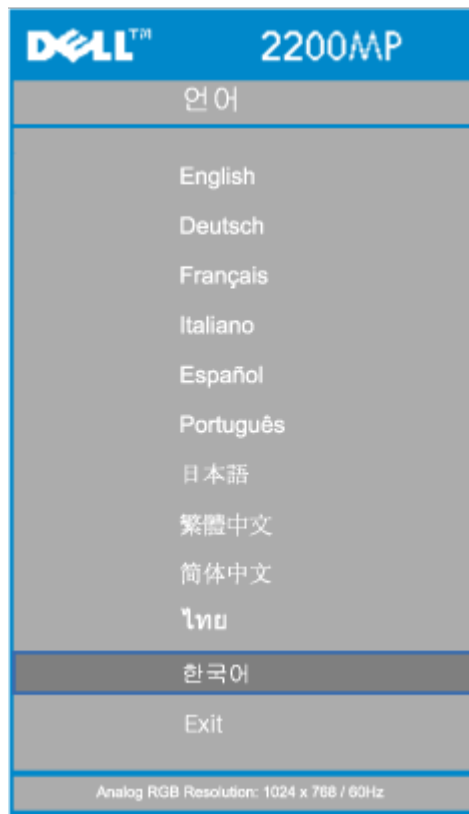 DELL™ 2200MP
언어
English
Deutsch
Français
Italiano
Español
Português
日本語
繁體中文
简体中文
ไทย
한국어
Exit
Analog RGB Resolution: 1024 x 768 / 60Hz